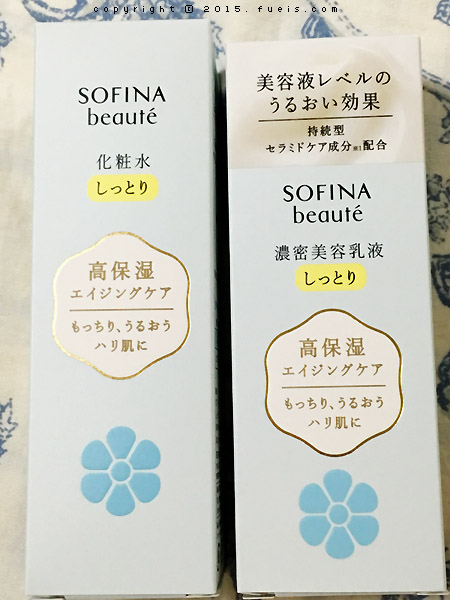 copyright © 2015. fueis.com
SOFINA
beauté
化粧水
しっとり
高保湿
エイジングケア
もっちり、うるおう
ハリ肌に
美容液レベルの
うるおい効果
持続型
セラミドケア成分※1配合
SOFINA
beauté
濃密美容乳液
しっとり
高保湿
エイジングケア
もっちり、うるおう
ハリ肌に